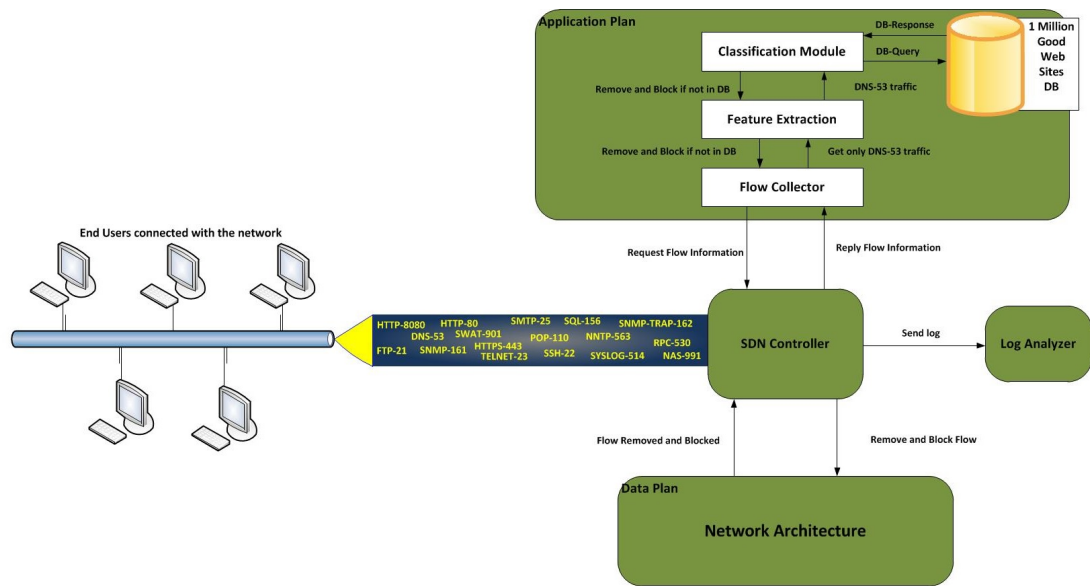 Application Plan
Classification Module
DB-Response
DB-Query
1 Million
Good
Web
Sites
DB
Remove and Block if not in DB
DNS-53 traffic
Feature Extraction
Remove and Block if not in DB
Get only DNS-53 traffic
Flow Collector
End Users connected with the network
Request Flow Information
Reply Flow Information
HTTP-8080
HTTP-80
SMTP-25
SQL-156
SNMP-TRAP-162
DNS-53
SWAT-901
POP-110
NNTP-563
RPC-530
FTP-21
SNMP-161
HTTPS-443
TELNET-23
SSH-22
SYSLOG-514
NAS-991
SDN Controller
Send log
Log Analyzer
Flow Removed and Blocked
Remove and Block Flow
Data Plan
Network Architecture